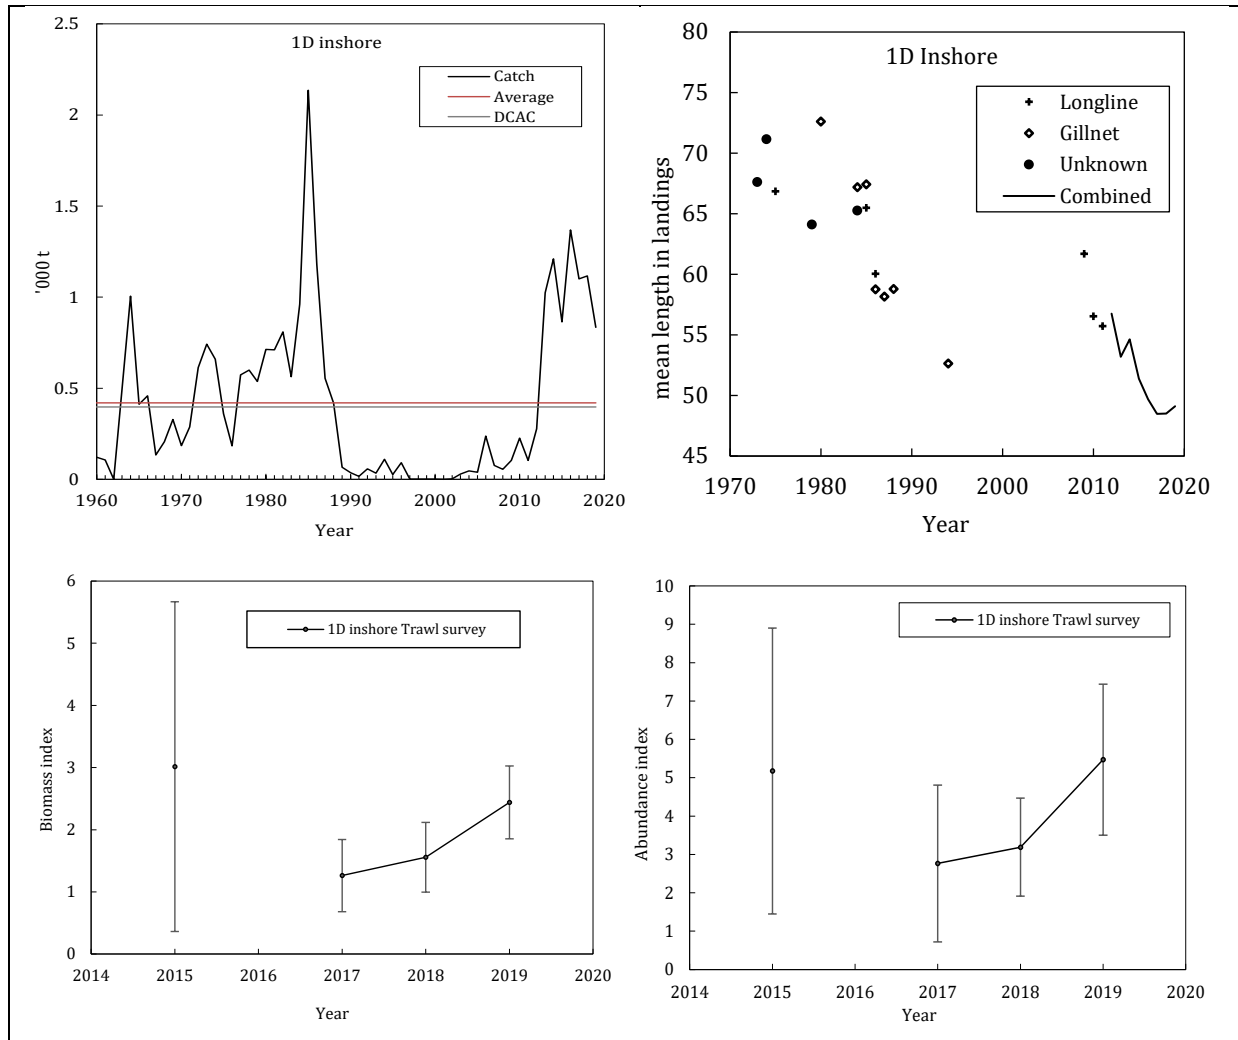 1D inshore
Catch
Average
DCAC
2.5
2
1.5
1
0.5
0
'000 t
1960 1970 1980 1990 2000 2010 2020
Year
1D Inshore
Longline
Gillnet
Unknown
Combined
80
75
70
65
60
55
50
45
mean length in landings
1970 1980 1990 2000 2010 2020
Year
1D inshore Trawl survey
6
5
4
3
2
1
0
Biomass index
2014 2015 2016 2017 2018 2019 2020
Year
1D inshore Trawl survey
10
9
8
7
6
5
4
3
2
1
0
Abundance index
2014 2015 2016 2017 2018 2019 2020
Year